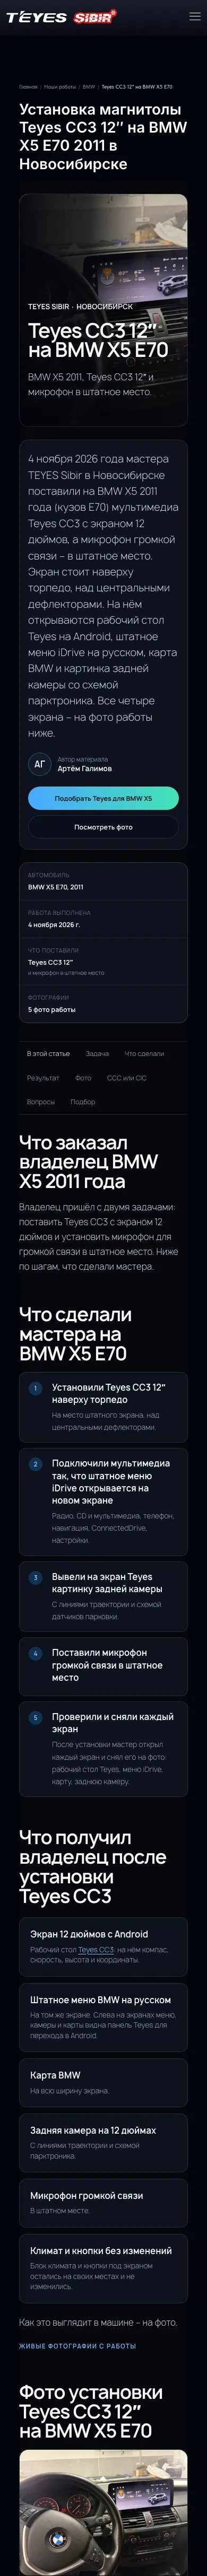 TEYES SIBIR
Главная / Наши работы / BMW / Teyes CC3 12″ на BMW X5 E70
Установка магнитолы
Teyes CC3 12″ на BMW
X5 E70 2011 в
Новосибирске
TEYES SIBIR · НОВОСИБИРСК
Teyes CC3 12″
на BMW X5 E70
BMW X5 2011, Teyes CC3 12″ и
микрофон в штатное место.
4 ноября 2026 года мастера
TEYES Sibir в Новосибирске
поставили на BMW X5 2011
года (кузов E70) мультимедиа
Teyes CC3 с экраном 12
дюймов, а микрофон громкой
связи – в штатное место.
Экран стоит наверху
торпедо, над центральными
дефлекторами. На нём
открываются рабочий стол
Teyes на Android, штатное
меню iDrive на русском, карта
BMW и картинка задней
камеры со схемой
парктроника. Все четыре
экрана – на фото работы
ниже.
АГ
Автор материала
Артём Галимов
Подобрать Teyes для BMW X5
Посмотреть фото
АВТОМОБИЛЬ
BMW X5 E70, 2011
РАБОТА ВЫПОЛНЕНА
4 ноября 2026 г.
ЧТО ПОСТАВИЛИ
Teyes CC3 12″
и микрофон в штатное место
ФОТОГРАФИИ
5 фото работы
В этой статье Задача Что сделали
Результат Фото CCC или CIC
Вопросы Подбор
Что заказал
владелец BMW
X5 2011 года
Владелец пришёл с двумя задачами:
поставить Teyes CC3 с экраном 12
дюймов и установить микрофон для
громкой связи в штатное место. Ниже
по шагам, что сделали мастера.
Что сделали
мастера на
BMW X5 E70
1
Установили Teyes CC3 12″
наверху торпедо
На место штатного экрана, над
центральными дефлекторами.
2
Подключили мультимедиа
так, что штатное меню
iDrive открывается на
новом экране
Радио, CD и мультимедиа, телефон,
навигация, ConnectedDrive,
настройки.
3
Вывели на экран Teyes
картинку задней камеры
С линиями траектории и схемой
датчиков парковки.
4
Поставили микрофон
громкой связи в штатное
место
5
Проверили и сняли каждый
экран
После установки мастер открыл
каждый экран и снял его на фото:
рабочий стол Teyes, меню iDrive,
карту, заднюю камеру.
Что получил
владелец после
установки
Teyes CC3
Экран 12 дюймов с Android
Рабочий стол Teyes CC3: на нём компас,
скорость, высота и координаты.
Штатное меню BMW на русском
На том же экране. Слева на экранах меню,
камеры и карты видна панель Teyes для
перехода в Android.
Карта BMW
На всю ширину экрана.
Задняя камера на 12 дюймах
С линиями траектории и схемой
парктроника.
Микрофон громкой связи
В штатном месте.
Климат и кнопки без изменений
Блок климата и кнопки под экраном
остались на своих местах и не
изменились.
Как это выглядит в машине – на фото.
ЖИВЫЕ ФОТОГРАФИИ С РАБОТЫ
Фото установки
Teyes CC3 12″
на BMW X5 E70